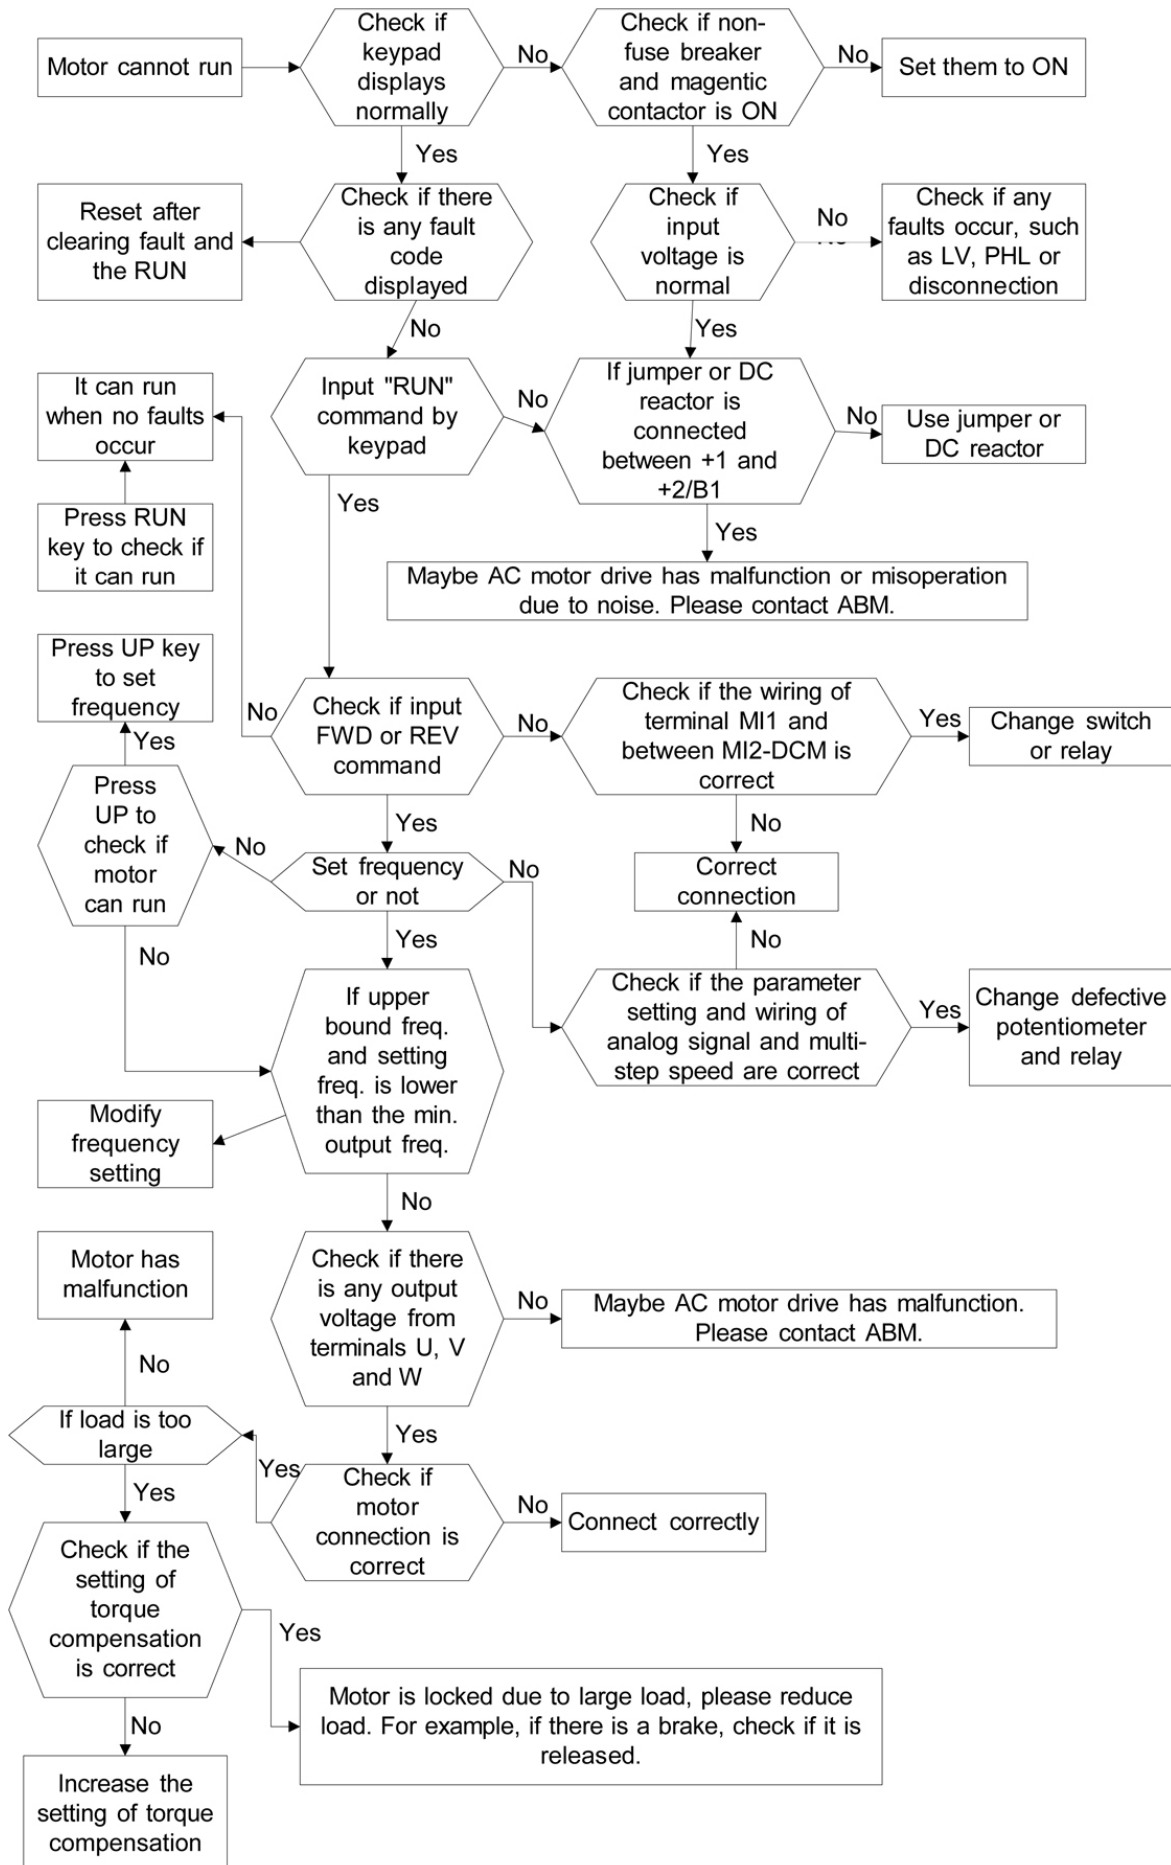 Motor cannot run
Check if
keypad
displays
normally
No
Check if non-
fuse breaker
and magentic
contactor is ON
No
Set them to ON
Yes
Yes
Reset after
clearing fault and
the RUN
Check if there
is any fault
code
displayed
Check if
input
voltage is
normal
No
No
Check if any
faults occur, such
as LV, PHL or
disconnection
No
Yes
It can run
when no faults
occur
Input "RUN"
command by
keypad
No
If jumper or DC
reactor is
connected
between +1 and
+2/B1
No
Use jumper or
DC reactor
Press RUN
key to check if
it can run
Yes
Yes
Maybe AC motor drive has malfunction or misoperation
due to noise. Please contact ABM.
Press UP key
to set
frequency
No
Check if input
FWD or REV
command
No
Check if the wiring of
terminal MI1 and
between MI2-DCM is
correct
Yes
Change switch
or relay
Yes
Press
UP to
check if
motor
can run
Yes
No
No
Set frequency
or not
No
Correct
connection
No
Yes
No
If upper
bound freq.
and setting
freq. is lower
than the min.
output freq.
Check if the parameter
setting and wiring of
analog signal and multi-
step speed are correct
Yes
Change defective
potentiometer
and relay
Modify
frequency
setting
No
Motor has
malfunction
Check if there
is any output
voltage from
terminals U, V
and W
No
Maybe AC motor drive has malfunction.
Please contact ABM.
No
If load is too
large
Yes
Yes
Check if
motor
connection is
correct
No
Connect correctly
Yes
Check if the
setting of
torque
compensation
is correct
Yes
Motor is locked due to large load, please reduce
load. For example, if there is a brake, check if it is
released.
No
Increase the
setting of torque
compensation